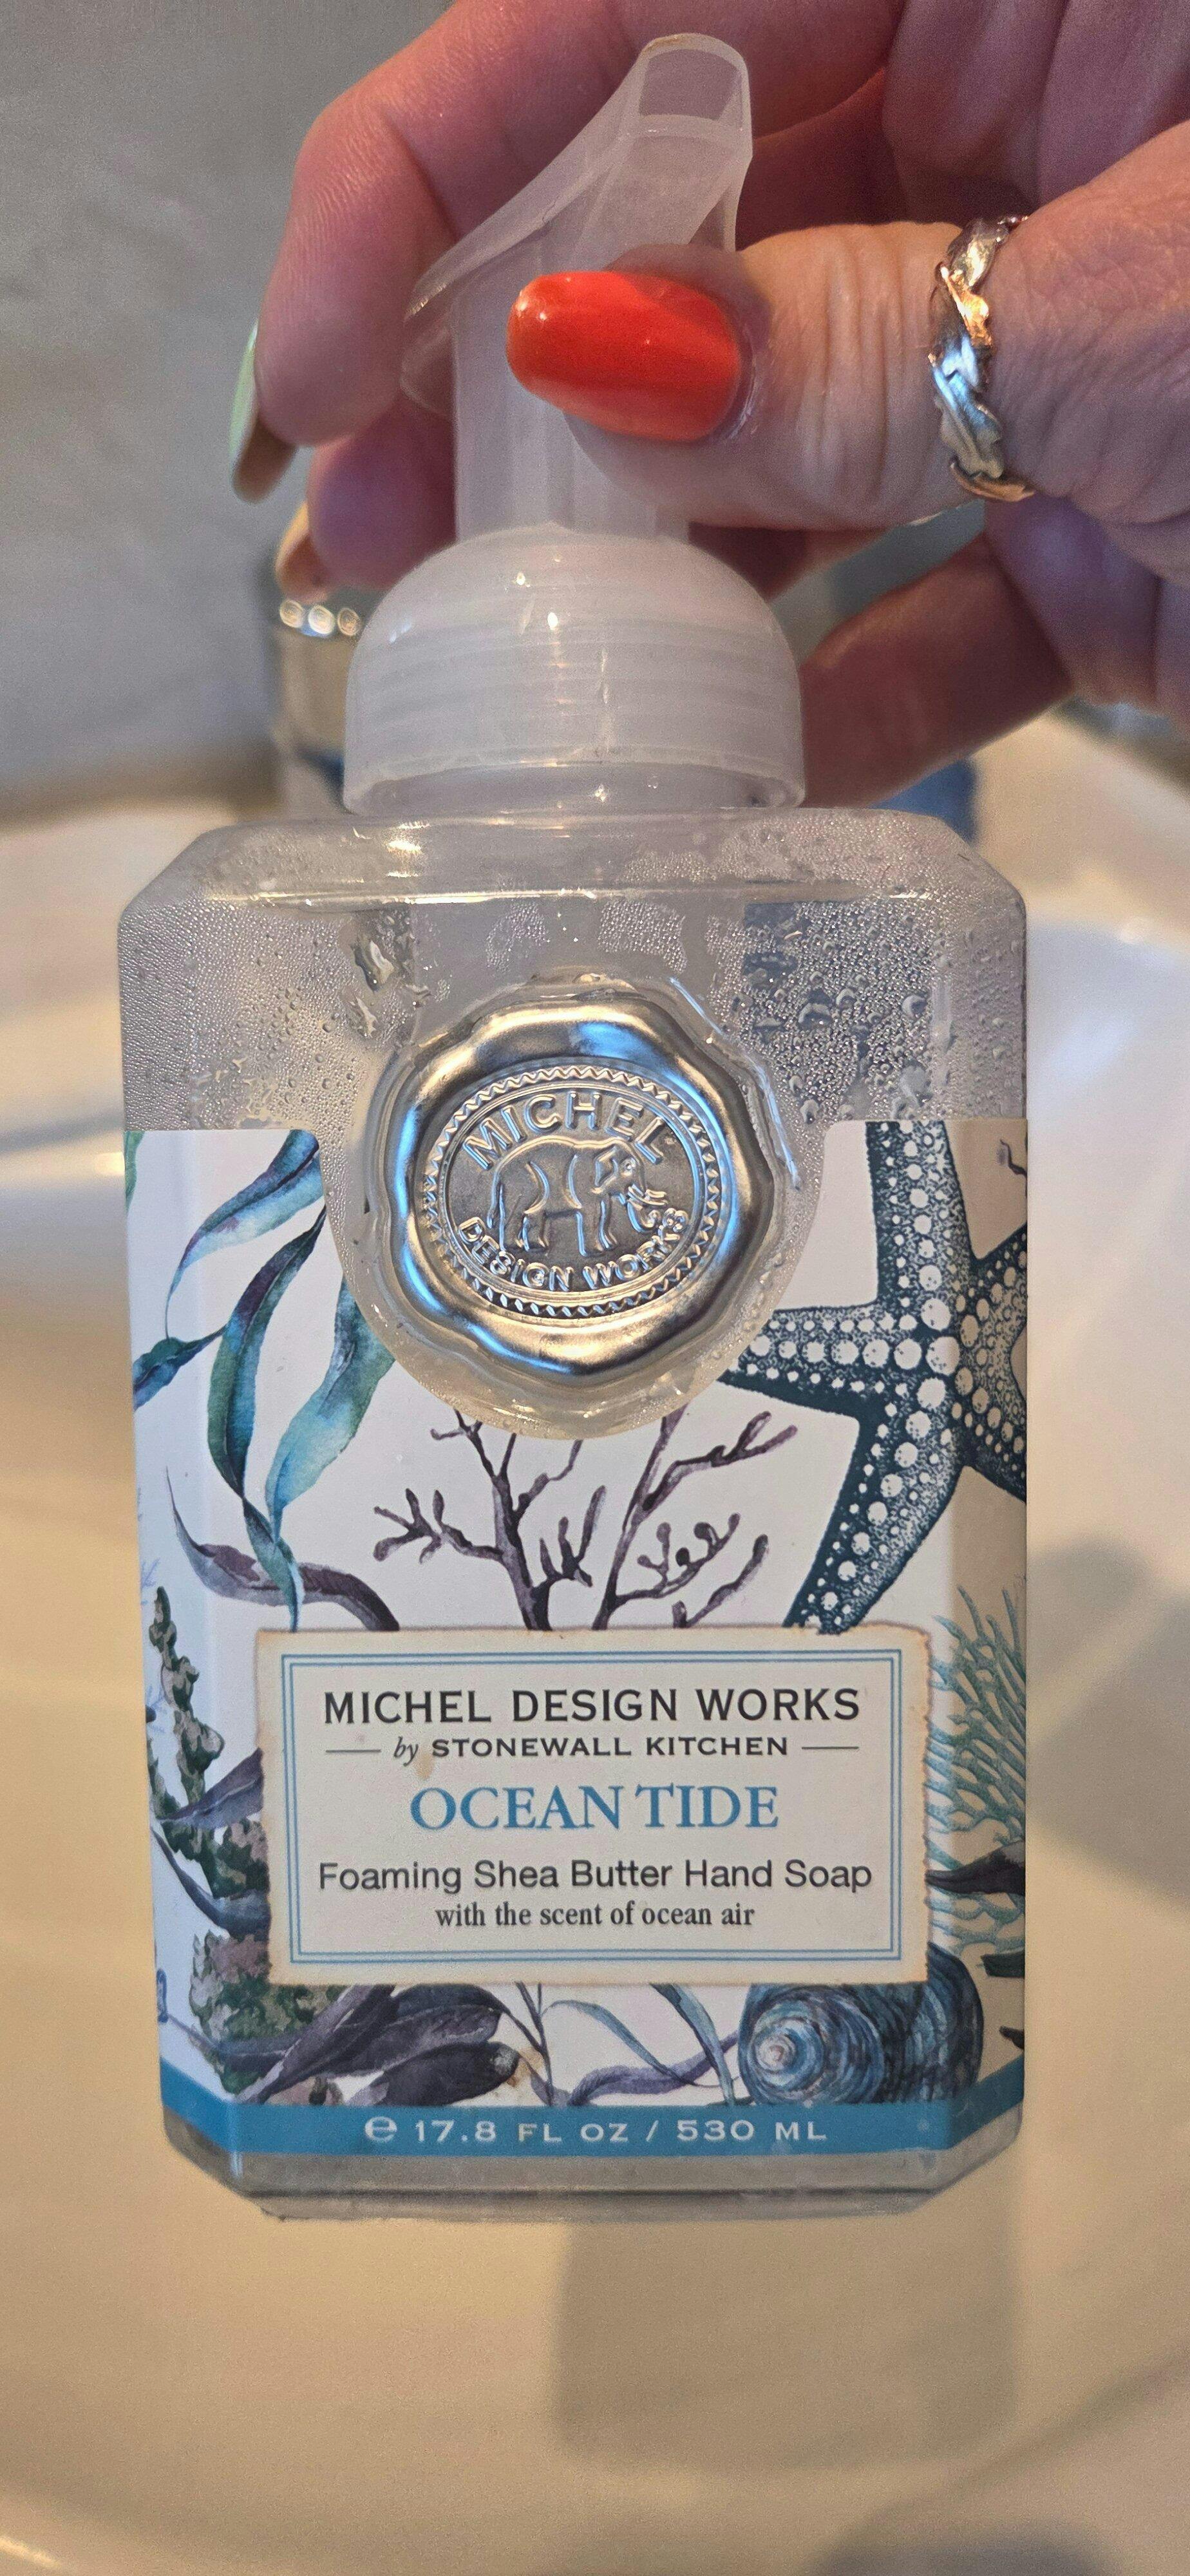 MICHEL
DESIGN WORKS
MICHEL DESIGN WORKS
by STONEWALL KITCHEN
OCEAN TIDE
Foaming Shea Butter Hand Soap
with the scent of ocean air
℮ 17.8 FL OZ / 530 ML